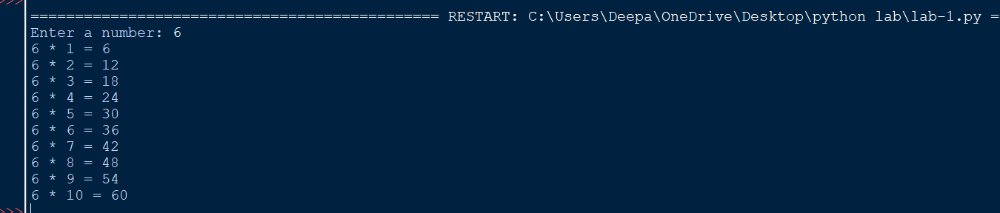 >>>
============================================== RESTART: C:\Users\Deepa\OneDrive\Desktop\python lab\lab-1.py =
Enter a number: 6
6 * 1 = 6
6 * 2 = 12
6 * 3 = 18
6 * 4 = 24
6 * 5 = 30
6 * 6 = 36
6 * 7 = 42
6 * 8 = 48
6 * 9 = 54
6 * 10 = 60
>>>